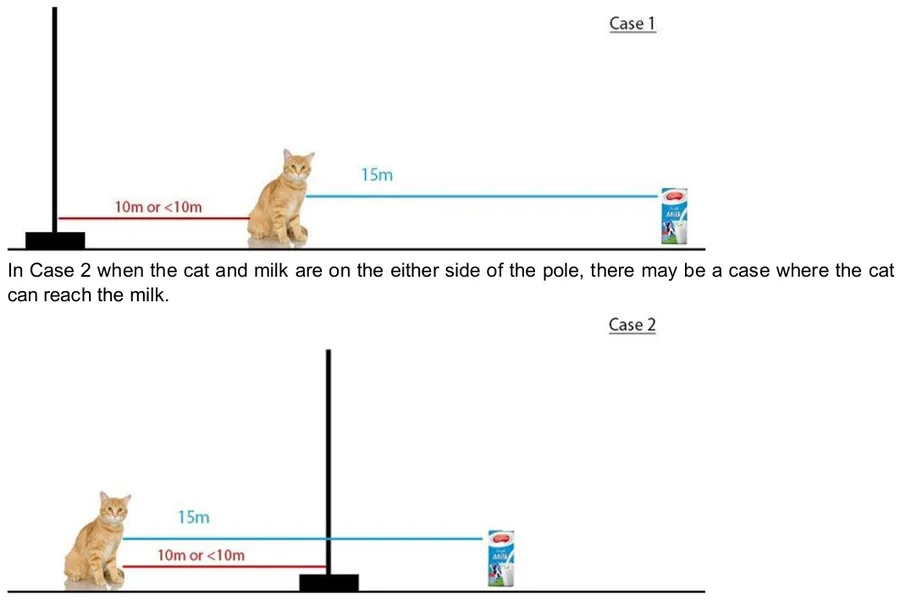 Case 1
15m
10m or <10m
Milk
In Case 2 when the cat and milk are on the either side of the pole, there may be a case where the cat
can reach the milk.
Case 2
15m
10m or <10m
Milk